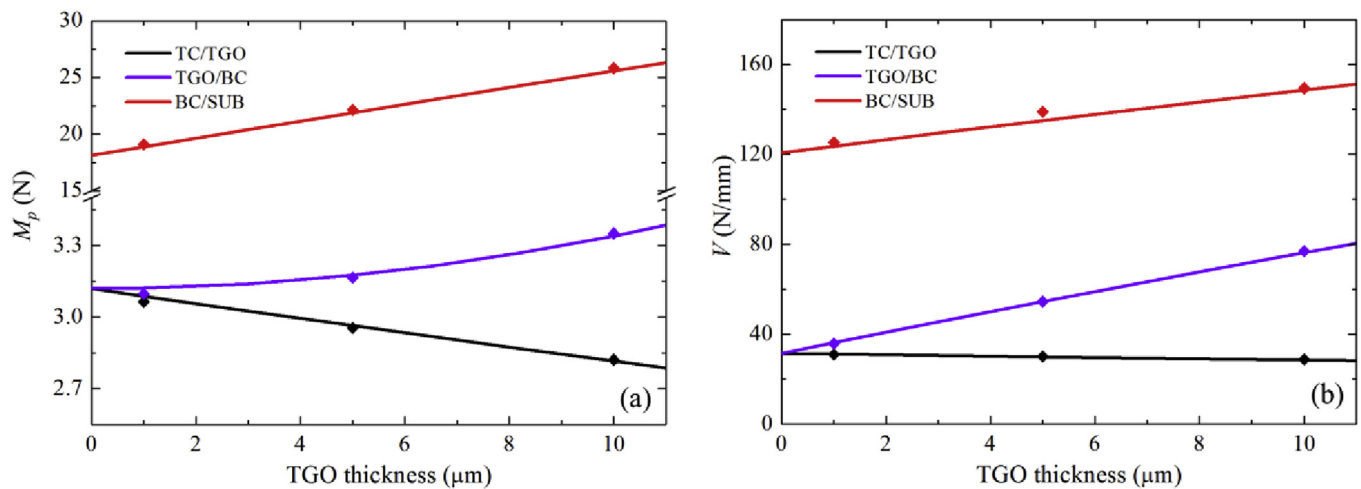 30
25
20
15
3.3
3.0
2.7
M_p (N)
TC/TGO
TGO/BC
BC/SUB
(a)
0 2 4 6 8 10
TGO thickness (μm)
160
120
80
40
0
V (N/mm)
TC/TGO
TGO/BC
BC/SUB
(b)
0 2 4 6 8 10
TGO thickness (μm)